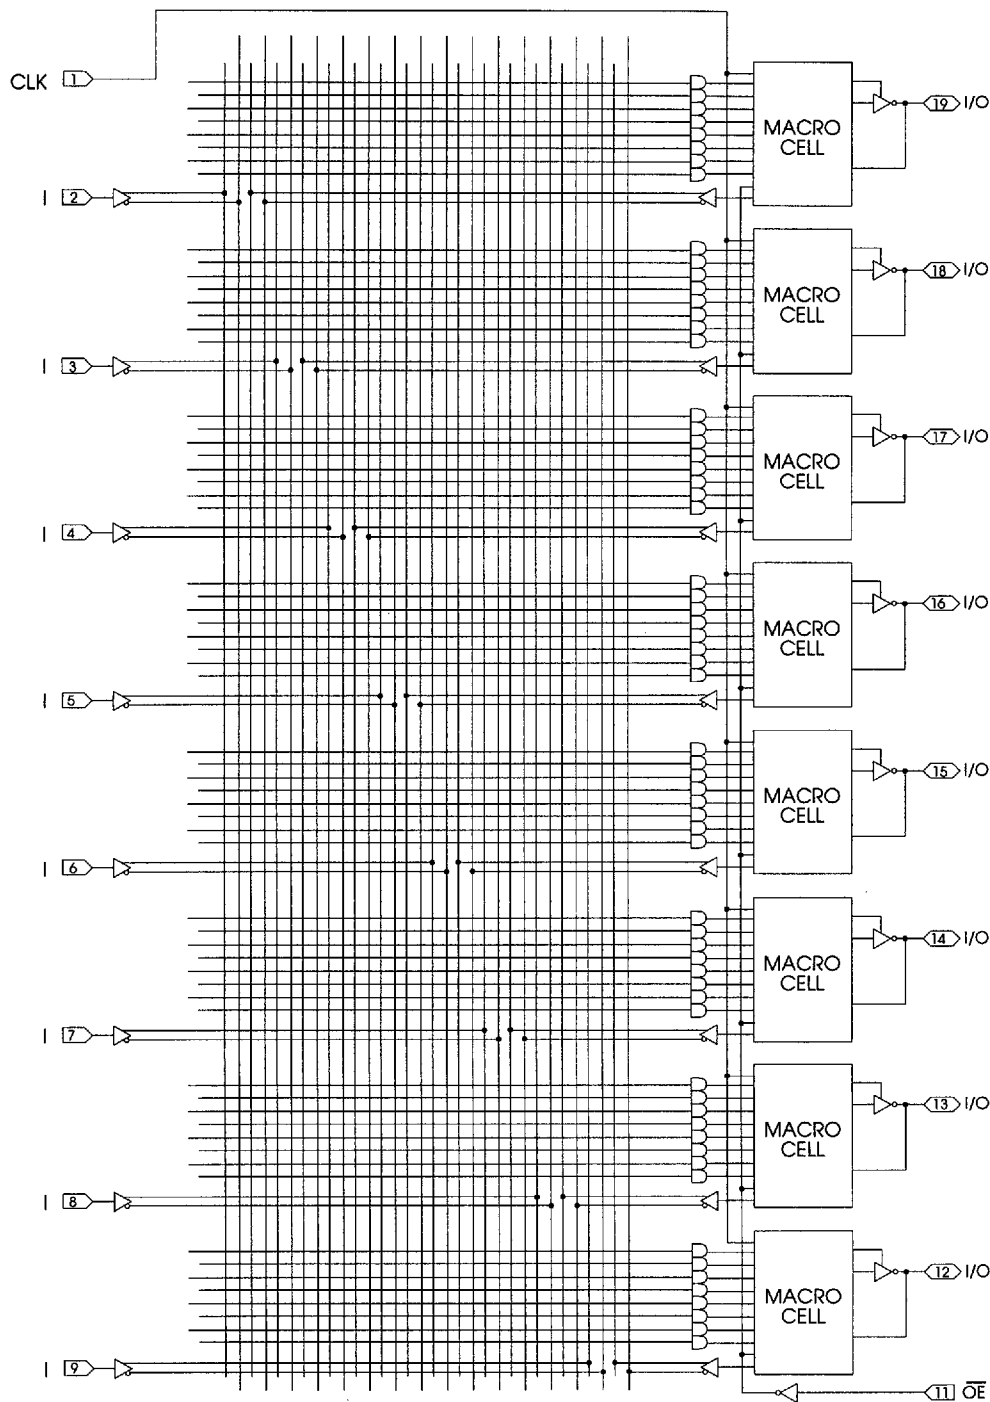 CLK 1
MACRO
CELL
19 I/O
I 2
MACRO
CELL
18 I/O
I 3
MACRO
CELL
17 I/O
I 4
MACRO
CELL
16 I/O
I 5
MACRO
CELL
15 I/O
I 6
MACRO
CELL
14 I/O
I 7
MACRO
CELL
13 I/O
I 8
MACRO
CELL
12 I/O
I 9
11 O̅E̅